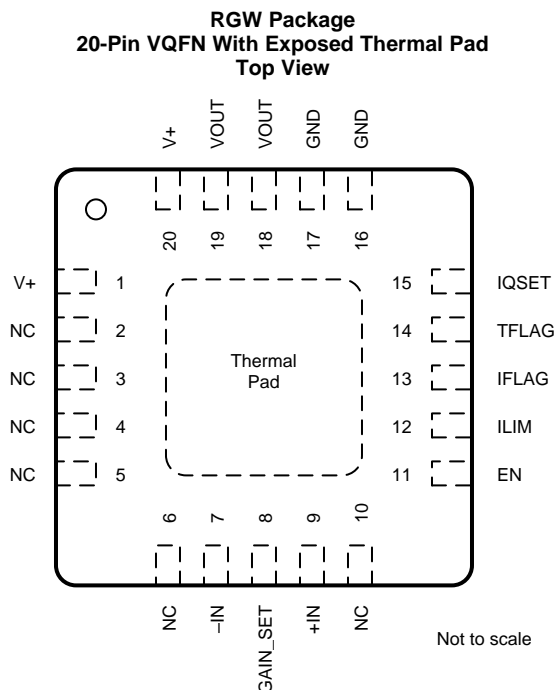 RGW Package
20-Pin VQFN With Exposed Thermal Pad
Top View
V+
VOUT
VOUT
GND
GND
20
19
18
17
16
V+ 1
NC 2
NC 3
NC 4
NC 5
15 IQSET
14 TFLAG
13 IFLAG
12 ILIM
11 EN
Thermal
Pad
6
7
8
9
10
NC
–IN
GAIN_SET
+IN
NC
Not to scale